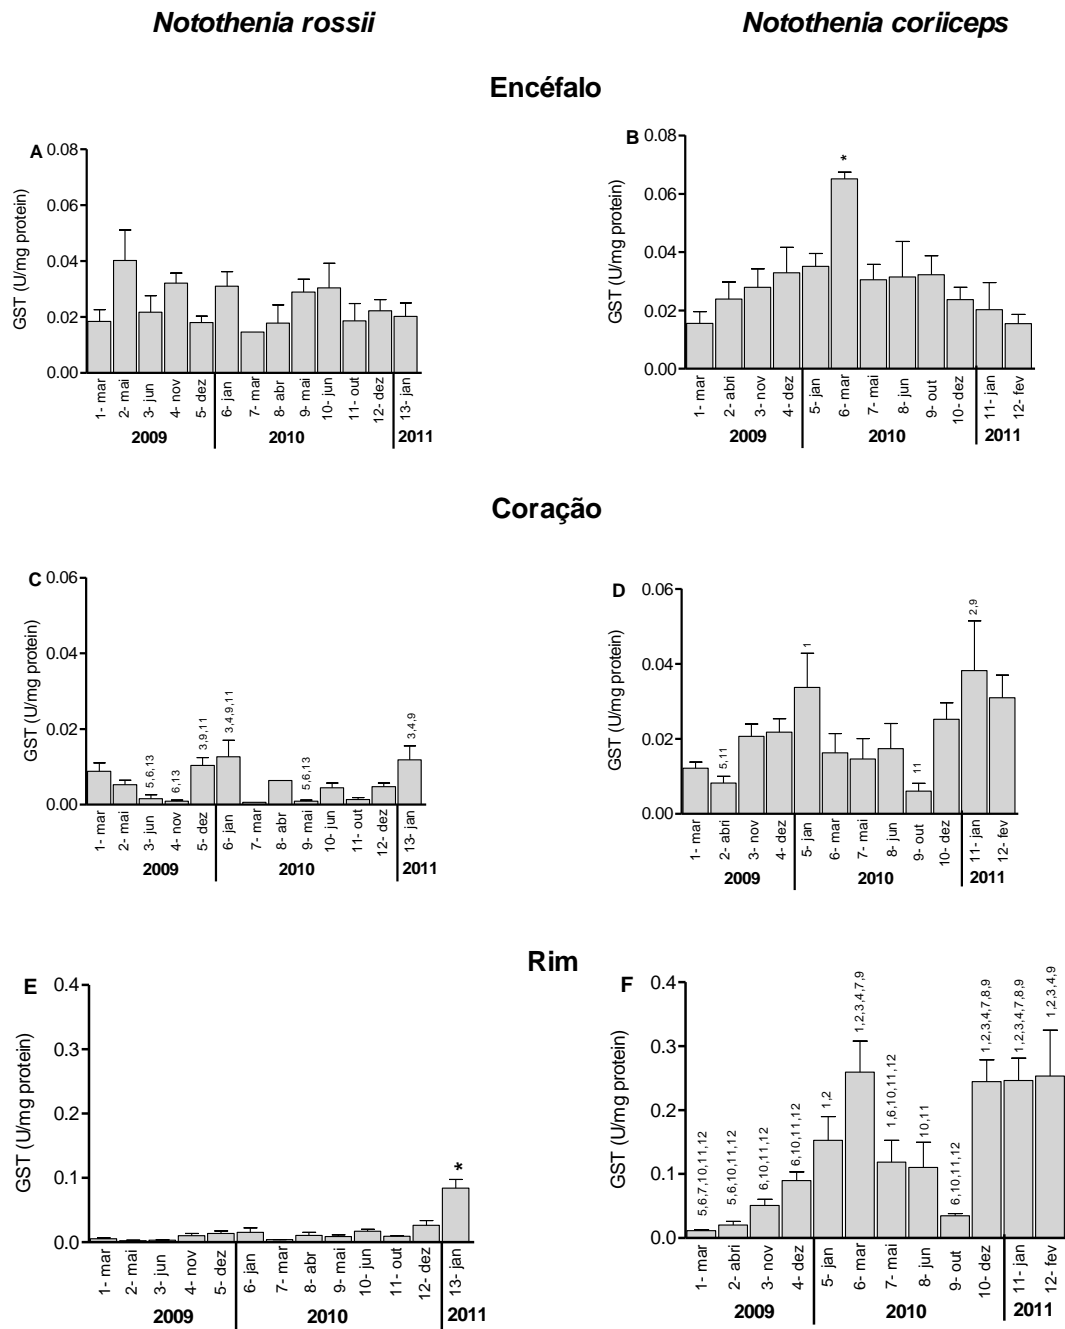 Notothenia rossii
Notothenia coriiceps
Encéfalo
A
GST (U/mg protein)
0.08
0.06
0.04
0.02
0.00
1- mar
2- mai
3- jun
4- nov
5- dez
6- jan
7- mar
8- abr
9- mai
10- jun
11- out
12- dez
13- jan
2009
2010
2011
B
GST (U/mg protein)
0.08
0.06
0.04
0.02
0.00
*
1- mar
2- abri
3- nov
4- dez
5- jan
6- mar
7- mai
8- jun
9- out
10- dez
11- jan
12- fev
2009
2010
2011
Coração
C
GST (U/mg protein)
0.06
0.04
0.02
0.00
5,6,13
6,13
3,9,11
3,4,9,11
5,6,13
3,4,9
1- mar
2- mai
3- jun
4- nov
5- dez
6- jan
7- mar
8- abr
9- mai
10- jun
11- out
12- dez
13- jan
2009
2010
2011
D
GST (U/mg protein)
0.06
0.04
0.02
0.00
5,11
1
11
2,9
1- mar
2- abri
3- nov
4- dez
5- jan
6- mar
7- mai
8- jun
9- out
10- dez
11- jan
12- fev
2009
2010
2011
Rim
E
GST (U/mg protein)
0.4
0.3
0.2
0.1
0.0
*
1- mar
2- mai
3- jun
4- nov
5- dez
6- jan
7- mar
8- abr
9- mai
10- jun
11- out
12- dez
13- jan
2009
2010
2011
F
GST (U/mg protein)
0.4
0.3
0.2
0.1
0.0
5,6,7,10,11,12
5,6,10,11,12
6,10,11,12
6,10,11,12
1,2
1,2,3,4,7,9
1,6,10,11,12
10,11
6,10,11,12
1,2,3,4,7,8,9
1,2,3,4,7,8,9
1,2,3,4,9
1- mar
2- abri
3- nov
4- dez
5- jan
6- mar
7- mai
8- jun
9- out
10- dez
11- jan
12- fev
2009
2010
2011